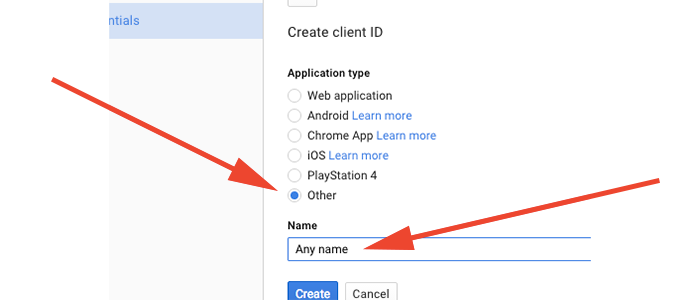 ntials
Create client ID
Application type
Web application
Android Learn more
Chrome App Learn more
iOS Learn more
PlayStation 4
Other
Name
Any name
Create Cancel